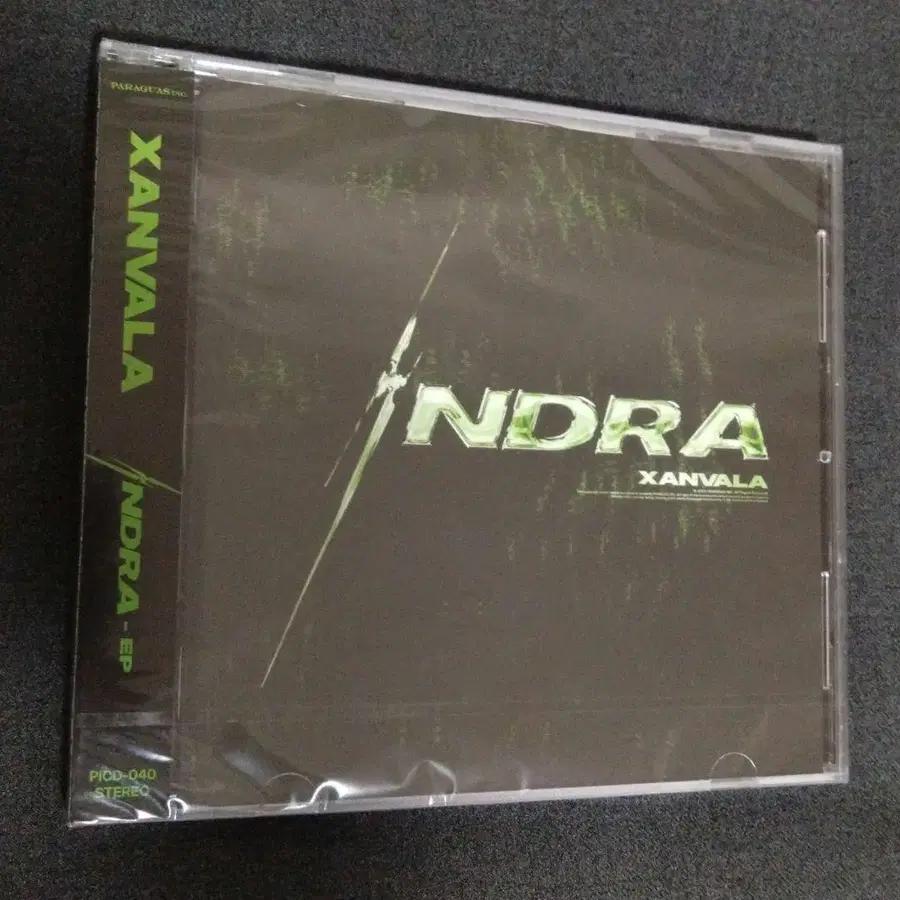 PARAGUAS INC.
XANVALA
INDRA - EP
PICD-040
STEREO
INDRA
XANVALA